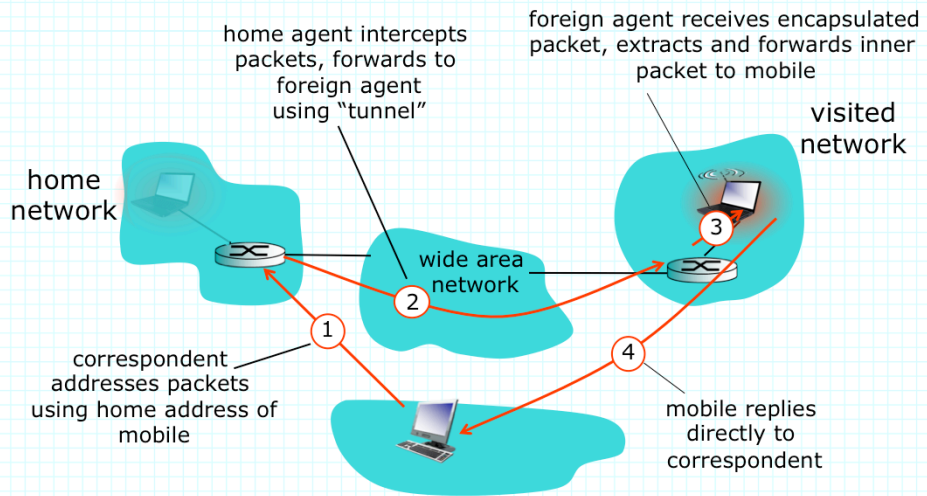 foreign agent receives encapsulated
packet, extracts and forwards inner
packet to mobile
home agent intercepts
packets, forwards to
foreign agent
using “tunnel”
visited
network
home
network
3
wide area
network
2
1
4
correspondent
addresses packets
using home address of
mobile
mobile replies
directly to
correspondent